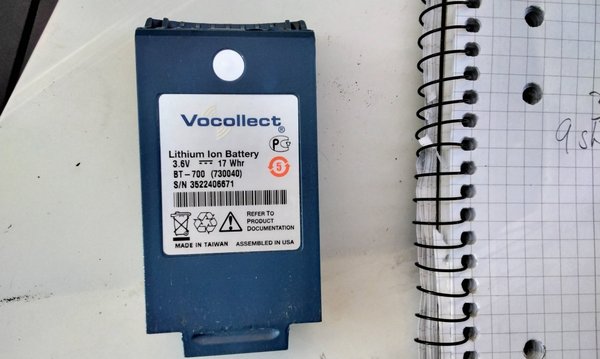 Vocollect®
Lithium Ion Battery
3.6V ⎓ 17 Whr
BT-700 (730040)
S/N 3522406671
5
REFER TO
PRODUCT
DOCUMENTATION
MADE IN TAIWAN ASSEMBLED IN USA